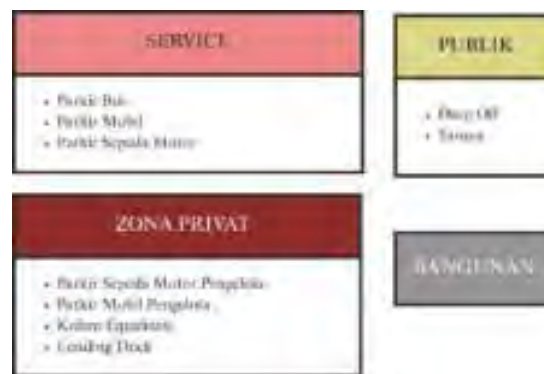 SERVICE
• Parkir Bus
• Parkir Mobil
• Parkir Sepeda Motor
PUBLIK
• Drop Off
• Taman
ZONA PRIVAT
• Parkir Sepeda Motor Pengelola
• Parkir Mobil Pengelola
• Kolam
• Loading Dock
BANGUNAN